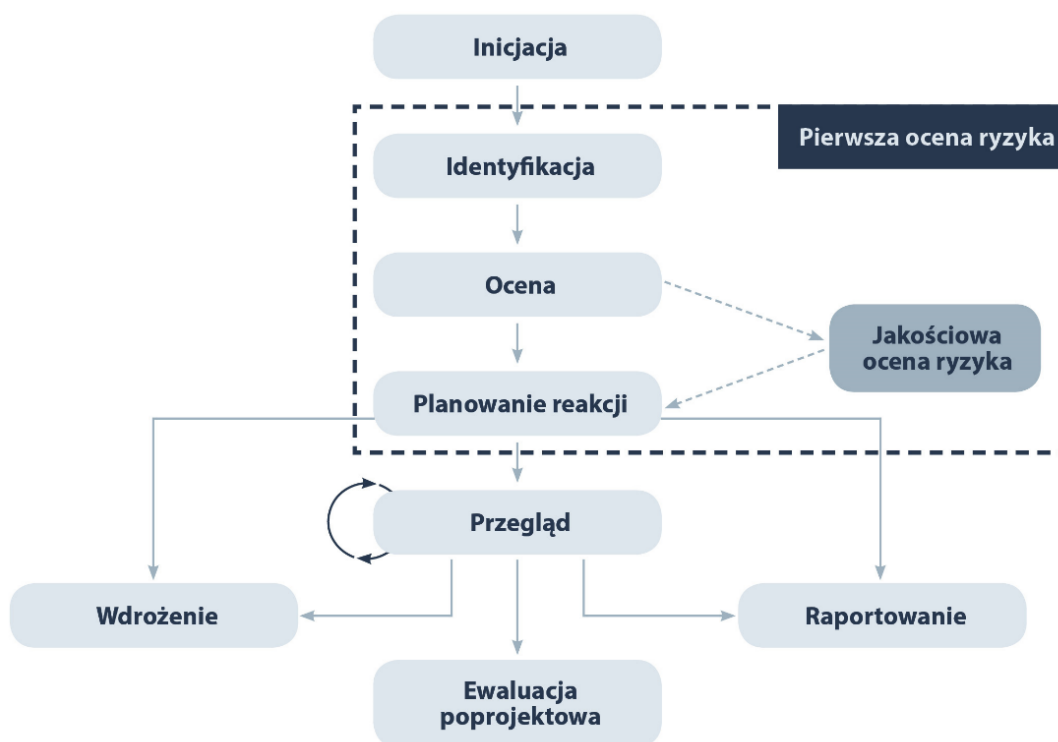 Inicjacja
Pierwsza ocena ryzyka
Identyfikacja
Ocena
Jakościowa
ocena ryzyka
Planowanie reakcji
Przegląd
Wdrożenie
Raportowanie
Ewaluacja
poprojektowa